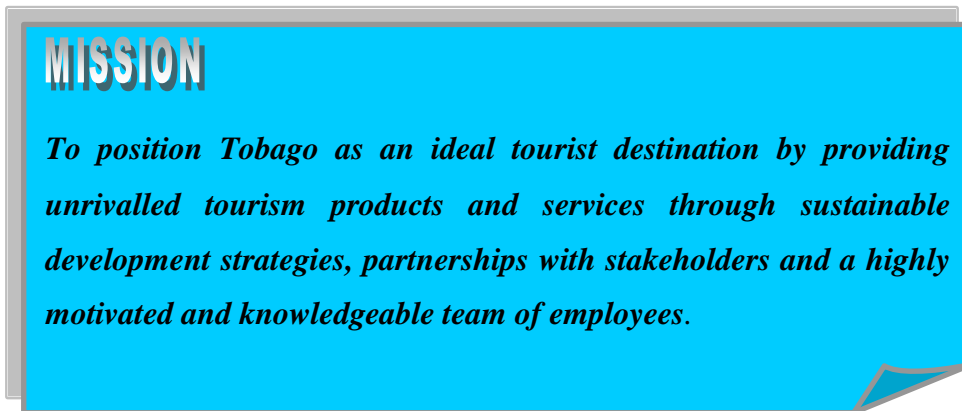 MISSION
To position Tobago as an ideal tourist destination by providing
unrivalled tourism products and services through sustainable
development strategies, partnerships with stakeholders and a highly
motivated and knowledgeable team of employees.